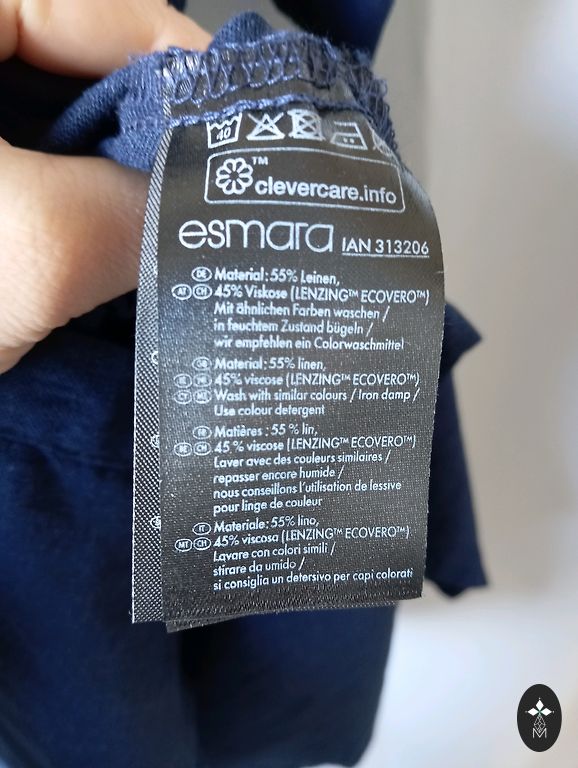 40
clevercare.info™
esmara IAN 313206
DE Material: 55% Leinen,
AT CH 45% Viskose (LENZING™ ECOVERO™)
Mit ähnlichen Farben waschen /
in feuchtem Zustand bügeln /
wir empfehlen ein Colorwaschmittel
Material: 55% linen,
45% viscose (LENZING™ ECOVERO™)
Wash with similar colours / Iron damp /
Use colour detergent
FR Matières : 55 % lin,
BE CH 45 % viscose (LENZING™ ECOVERO™)
Laver avec des couleurs similaires /
repasser encore humide /
nous conseillons l'utilisation de lessive
pour linge de couleur
IT Materiale: 55% lino,
MT CH 45% viscosa (LENZING™ ECOVERO™)
Lavare con colori simili /
stirare da umido /
si consiglia un detersivo per capi colorati
M